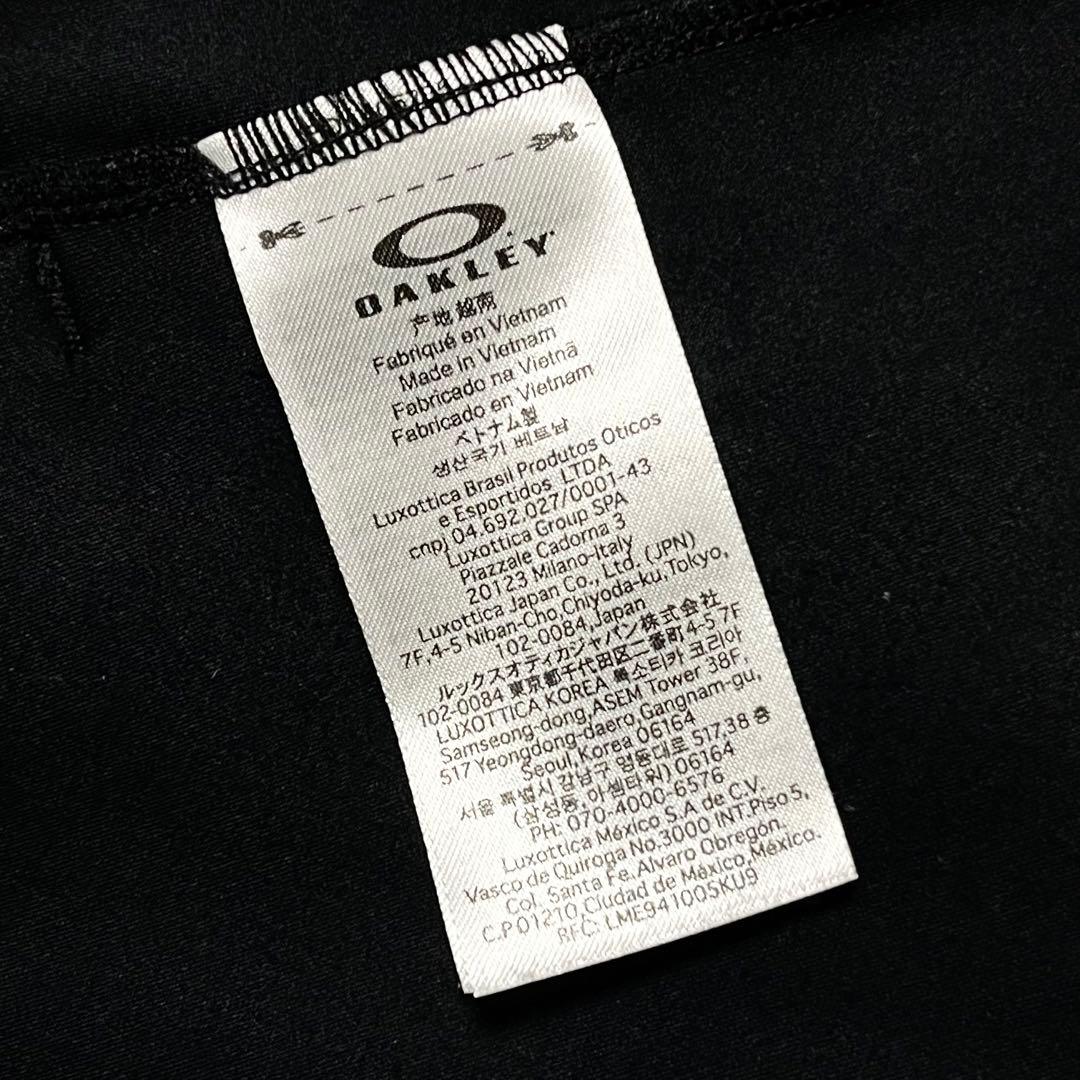 OAKLEY
产地 越南
Fabriqué en Vietnam
Made in Vietnam
Fabricado na Vietnã
Fabricado en Vietnam
ベトナム製
생산국가 베트남
Luxottica Brasil Produtos Oticos
e Esportidos LTDA
cnpj 04.692.027/0001-43
Luxottica Group SPA
Piazzale Cadorna 3
20123 Milano-Italy
Luxottica Japan Co., Ltd. (JPN)
7F,4-5 Niban-Cho,Chiyoda-ku,Tokyo,
102-0084,Japan
ルックスオティカジャパン株式会社
102-0084 東京都千代田区二番町4-5 7F
LUXOTTICA KOREA 룩소티카 코리아
Samseong-dong,ASEM Tower 38F,
517 Yeongdong-daero,Gangnam-gu,
Seoul,Korea 06164
서울 특별시 강남구 영동대로 517,38 층
(삼성동,아셈타워) 06164
PH: 070-4000-6576
Luxottica México S.A de C.V.
Vasco de Quiroga No.3000 INT.Piso 5,
Col. Santa Fe,Alvaro Obregón.
C.P 01210,Ciudad de México,México.
RFC: LME941005KU9